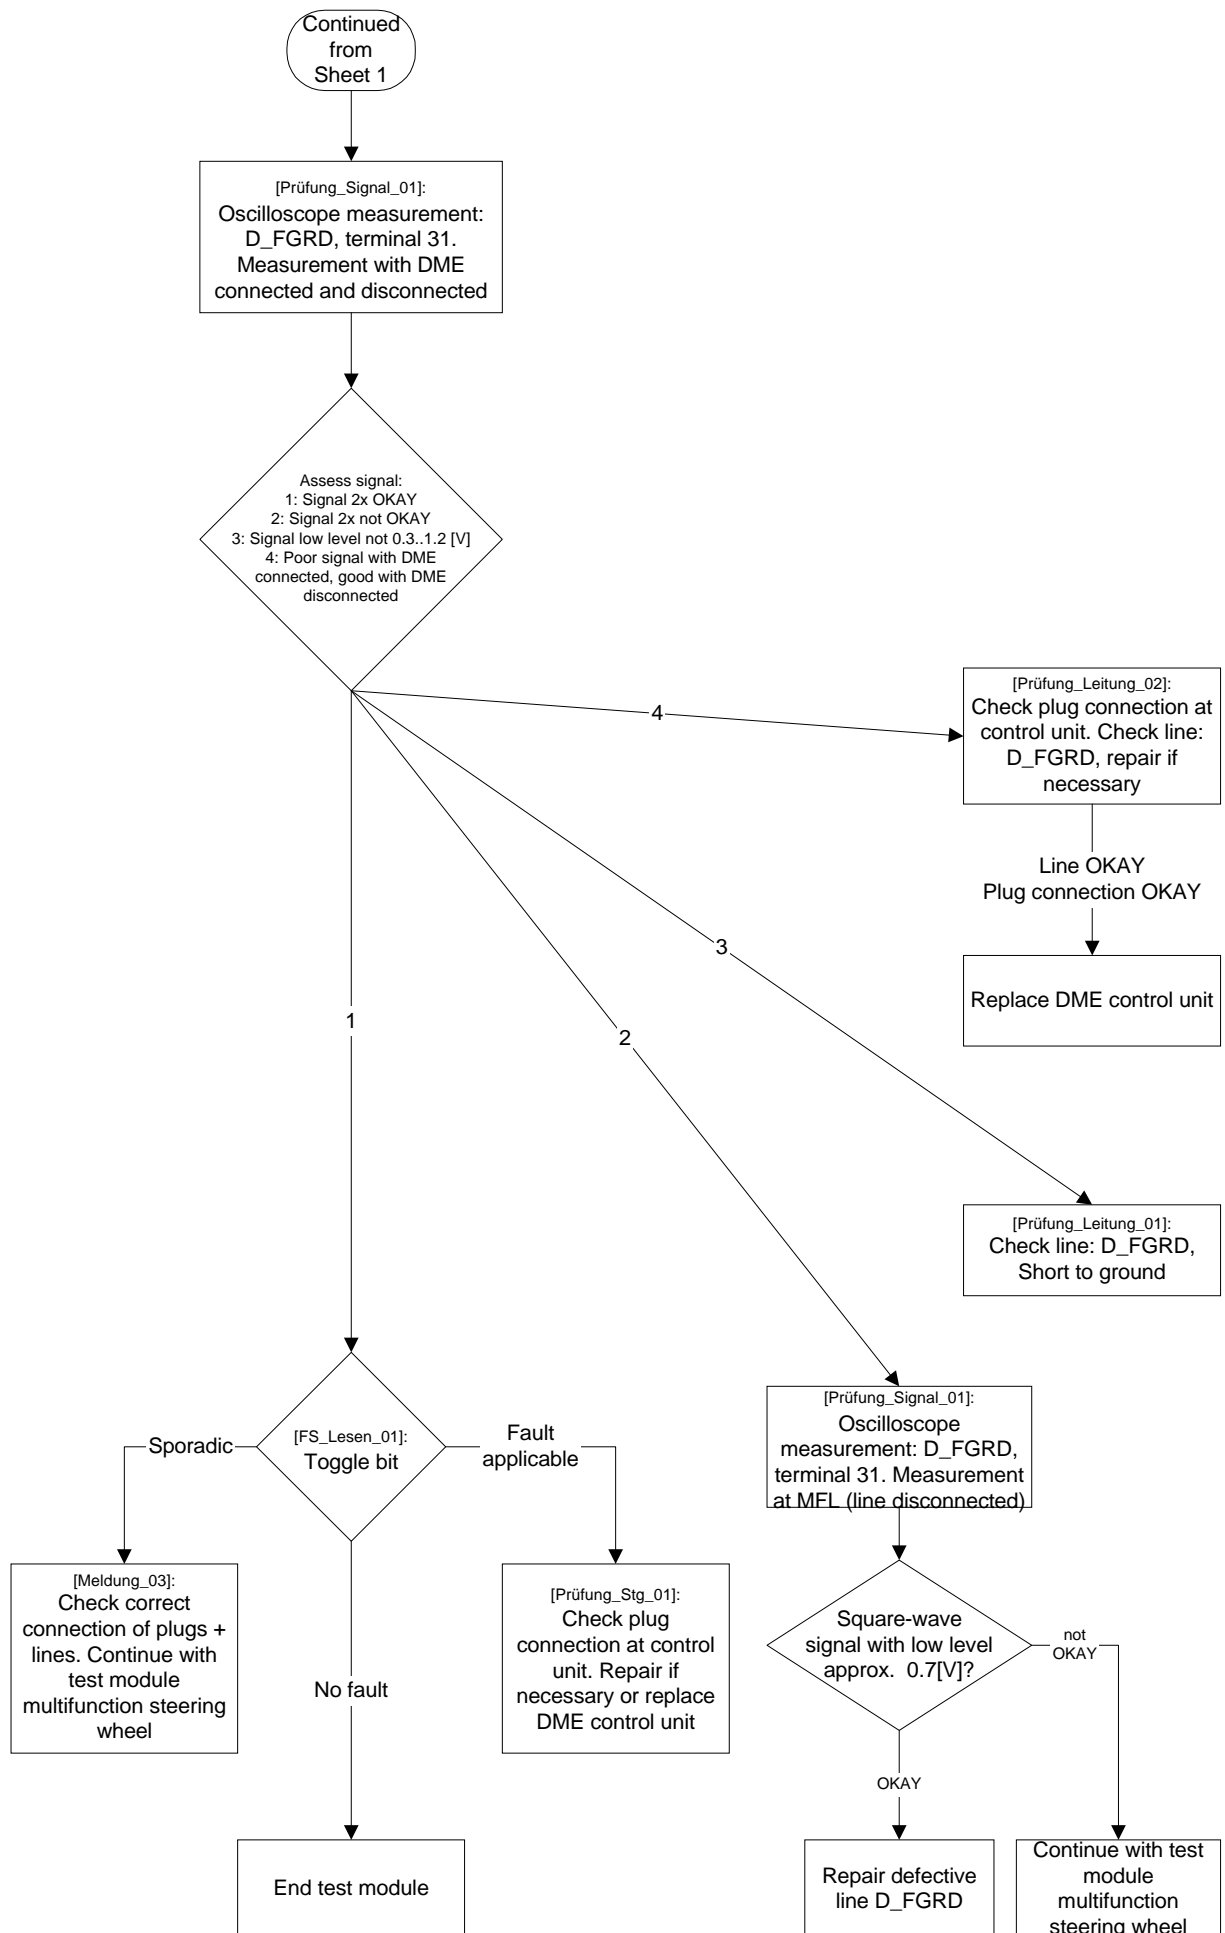 Continued
from
Sheet 1
[Prüfung_Signal_01]:
Oscilloscope measurement:
D_FGRD, terminal 31.
Measurement with DME
connected and disconnected
Assess signal:
1: Signal 2x OKAY
2: Signal 2x not OKAY
3: Signal low level not 0.3..1.2 [V]
4: Poor signal with DME
connected, good with DME
disconnected
4
[Prüfung_Leitung_02]:
Check plug connection at
control unit. Check line:
D_FGRD, repair if
necessary
Line OKAY
Plug connection OKAY
Replace DME control unit
3
2
1
[Prüfung_Leitung_01]:
Check line: D_FGRD,
Short to ground
Sporadic
[FS_Lesen_01]:
Toggle bit
Fault
applicable
[Prüfung_Signal_01]:
Oscilloscope
measurement: D_FGRD,
terminal 31. Measurement
at MFL (line disconnected)
[Meldung_03]:
Check correct
connection of plugs +
lines. Continue with
test module
multifunction steering
wheel
No fault
[Prüfung_Stg_01]:
Check plug
connection at control
unit. Repair if
necessary or replace
DME control unit
Square-wave
signal with low level
approx. 0.7[V]?
not
OKAY
OKAY
End test module
Repair defective
line D_FGRD
Continue with test
module
multifunction
steering wheel